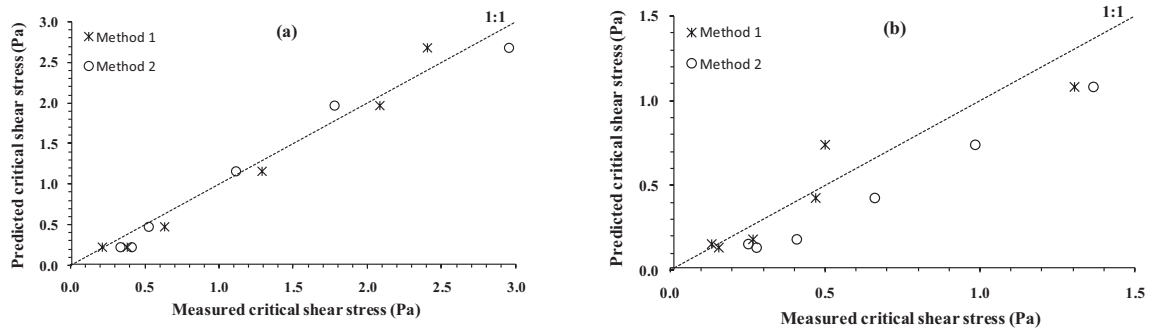 1:1
(a)
Method 1
Method 2
Predicted critical shear stress (Pa)
3.0
2.5
2.0
1.5
1.0
0.5
0.0
0.0 0.5 1.0 1.5 2.0 2.5 3.0
Measured critical shear stress (Pa)
1:1
(b)
Method 1
Method 2
Predicted critical shear stress (Pa)
1.5
1.0
0.5
0.0
0.0 0.5 1.0 1.5
Measured critical shear stress (Pa)